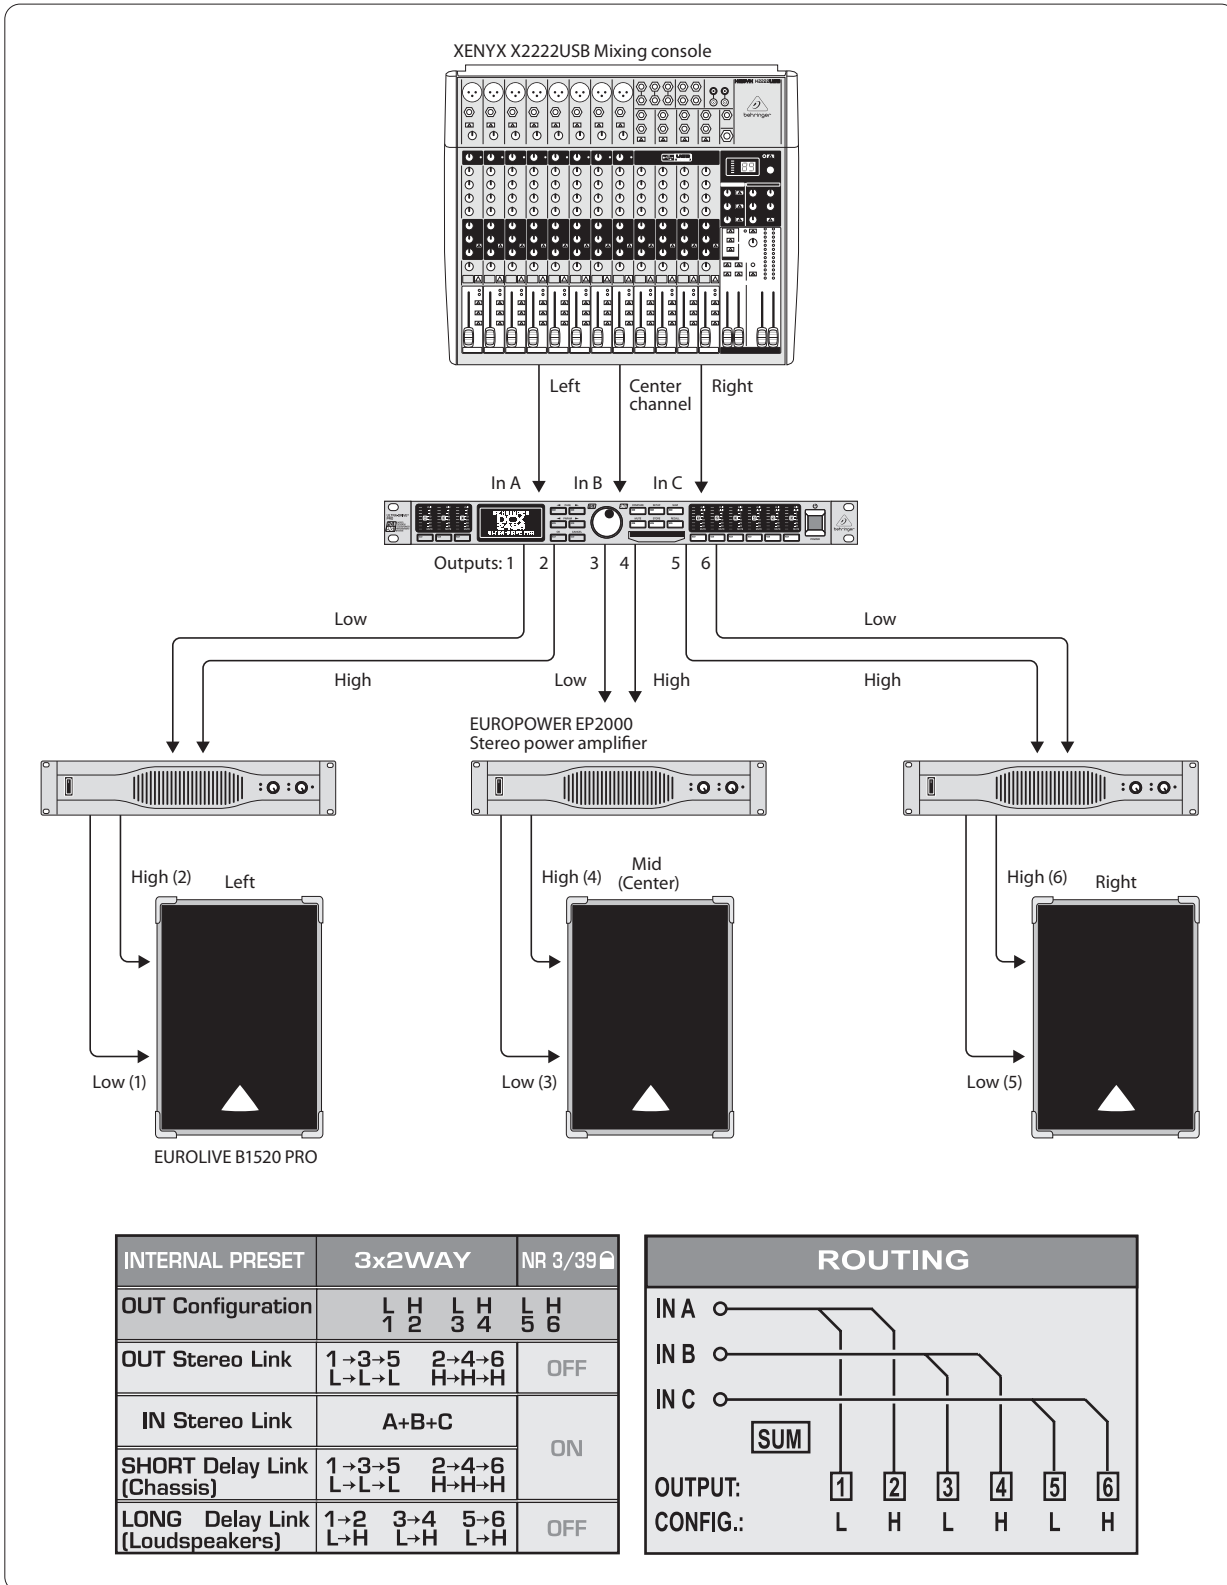 XENYX X2222USB Mixing console
behringer
Left
Center
channel
Right
In A
In B
In C
DCX
2496
Outputs: 1 2 3 4 5 6
Low
Low
High
Low
High
High
EUROPOWER EP2000
Stereo power amplifier
High (2)
Left
High (4)
Mid
(Center)
High (6)
Right
Low (1)
Low (3)
Low (5)
EUROLIVE B1520 PRO
INTERNAL PRESET 3x2WAY NR 3/39
OUT Configuration L H L H L H
1 2 3 4 5 6
OUT Stereo Link 1→3→5 2→4→6 OFF
L→L→L H→H→H
IN Stereo Link A+B+C ON
SHORT Delay Link 1→3→5 2→4→6
(Chassis) L→L→L H→H→H
LONG Delay Link 1→2 3→4 5→6 OFF
(Loudspeakers) L→H L→H L→H
ROUTING
IN A
IN B
IN C
SUM
OUTPUT: 1 2 3 4 5 6
CONFIG.: L H L H L H